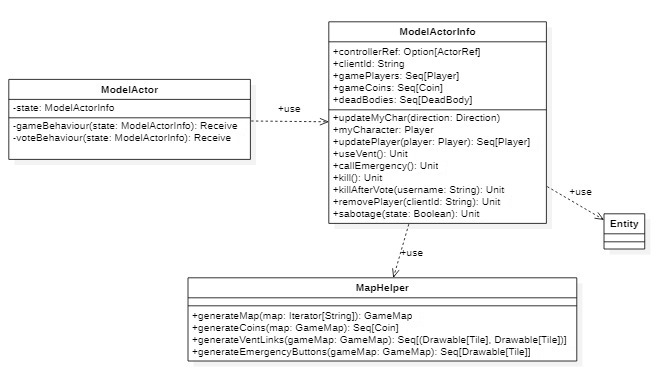 ModelActor
-state: ModelActorInfo
-gameBehaviour(state: ModelActorInfo): Receive
-voteBehaviour(state: ModelActorInfo): Receive
+use
ModelActorInfo
+controllerRef: Option[ActorRef]
+clientId: String
+gamePlayers: Seq[Player]
+gameCoins: Seq[Coin]
+deadBodies: Seq[DeadBody]
+updateMyChar(direction: Direction)
+myCharacter: Player
+updatePlayer(player: Player): Seq[Player]
+useVent(): Unit
+callEmergency(): Unit
+kill(): Unit
+killAfterVote(username: String): Unit
+removePlayer(clientId: String): Unit
+sabotage(state: Boolean): Unit
+use
Entity
+use
MapHelper
+generateMap(map: Iterator[String]): GameMap
+generateCoins(map: GameMap): Seq[Coin]
+generateVentLinks(gameMap: GameMap): Seq[(Drawable[Tile], Drawable[Tile])]
+generateEmergencyButtons(gameMap: GameMap): Seq[Drawable[Tile]]